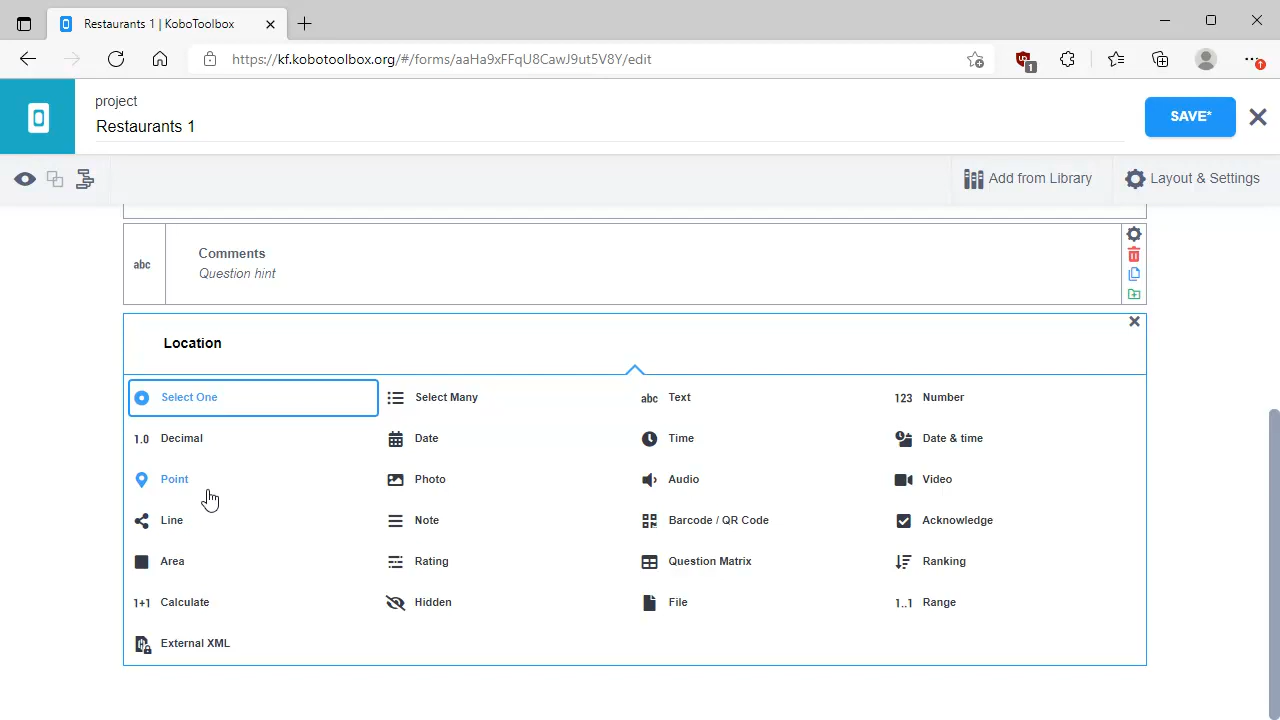 Restaurants 1 | KoboToolbox
https://kf.kobotoolbox.org/#/forms/aaHa9xFFqU8CawJ9ut5V8Y/edit
1
project
Restaurants 1
SAVE*
Add from Library
Layout & Settings
abc
Comments
Question hint
Location
Select One
Select Many
abc Text
123 Number
1.0 Decimal
Date
Time
Date & time
Point
Photo
Audio
Video
Line
Note
Barcode / QR Code
Acknowledge
Area
Rating
Question Matrix
Ranking
1+1 Calculate
Hidden
File
1..1 Range
External XML